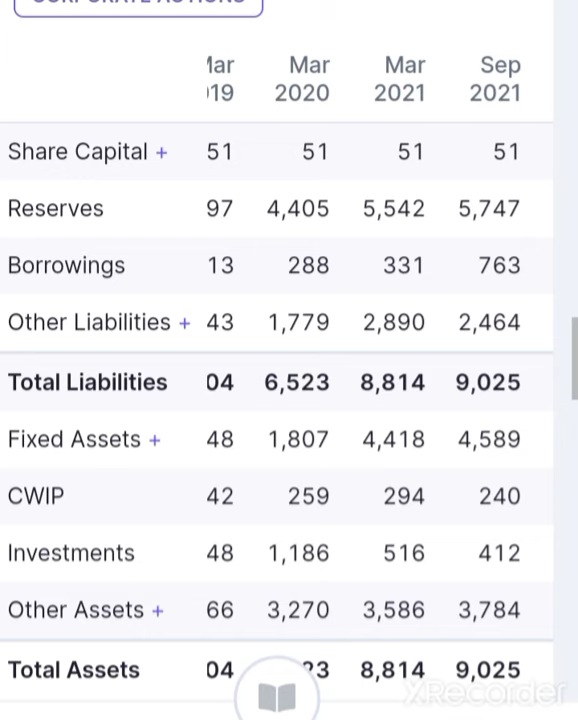 Mar Mar Sep
19 2020 2021 2021
Share Capital + 51 51 51 51
Reserves 97 4,405 5,542 5,747
Borrowings 13 288 331 763
Other Liabilities + 43 1,779 2,890 2,464
Total Liabilities 04 6,523 8,814 9,025
Fixed Assets + 48 1,807 4,418 4,589
CWIP 42 259 294 240
Investments 48 1,186 516 412
Other Assets + 66 3,270 3,586 3,784
Total Assets 04 23 8,814 9,025
XRecorder